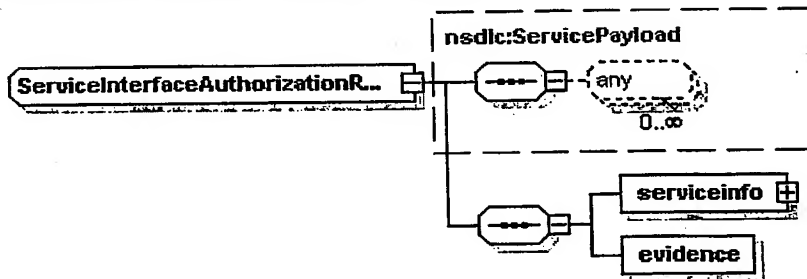 nsdlc:ServicePayload
ServiceInterfaceAuthorizationR...
any
0..∞
serviceinfo
evidence